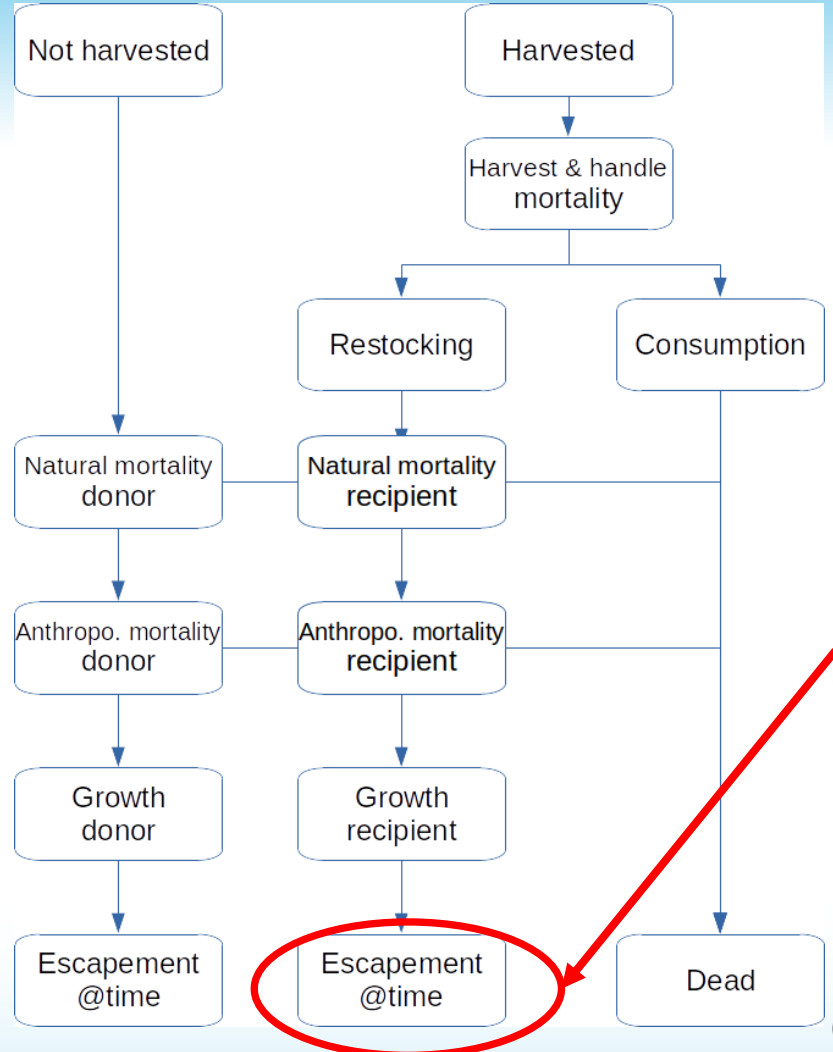 Not harvested
Harvested
Harvest & handle
mortality
Restocking
Consumption
Natural mortality
donor
Natural mortality
recipient
Anthropo. mortality
donor
Anthropo. mortality
recipient
Growth
donor
Growth
recipient
Escapement
@time
Escapement
@time
Dead